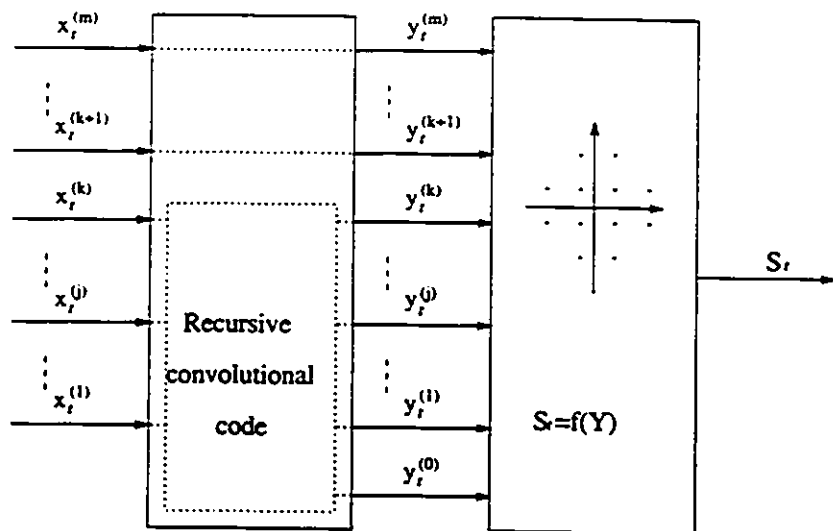 x_t^(m) y_t^(m)
x_t^(k+1) y_t^(k+1)
x_t^(k) y_t^(k)
x_t^(j) y_t^(j)
x_t^(1) y_t^(1)
y_t^(0)
Recursive
convolutional
code
S_t=f(Y)
S_t